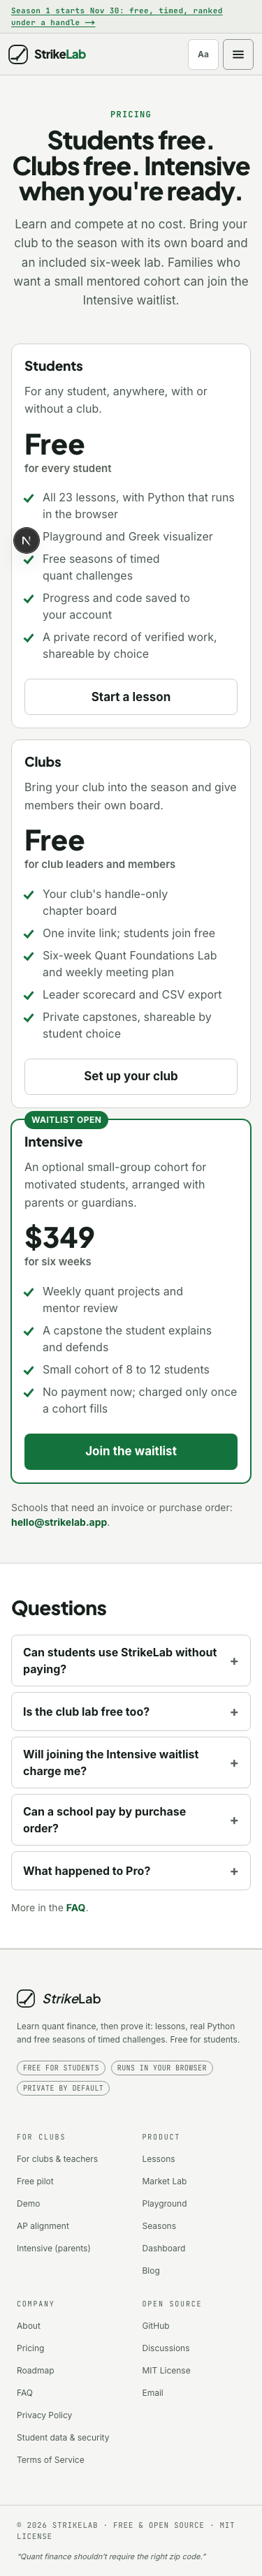 Season 1 starts Nov 30: free, timed, ranked
under a handle →
StrikeLab
Aa
PRICING
Students free.
Clubs free. Intensive
when you're ready.
Learn and compete at no cost. Bring your
club to the season with its own board and
an included six-week lab. Families who
want a small mentored cohort can join the
Intensive waitlist.
Students
For any student, anywhere, with or
without a club.
Free
for every student
All 23 lessons, with Python that runs
in the browser
Playground and Greek visualizer
N
Free seasons of timed
quant challenges
Progress and code saved to
your account
A private record of verified work,
shareable by choice
Start a lesson
Clubs
Bring your club into the season and give
members their own board.
Free
for club leaders and members
Your club's handle-only
chapter board
One invite link; students join free
Six-week Quant Foundations Lab
and weekly meeting plan
Leader scorecard and CSV export
Private capstones, shareable by
student choice
Set up your club
WAITLIST OPEN
Intensive
An optional small-group cohort for
motivated students, arranged with
parents or guardians.
$349
for six weeks
Weekly quant projects and
mentor review
A capstone the student explains
and defends
Small cohort of 8 to 12 students
No payment now; charged only once
a cohort fills
Join the waitlist
Schools that need an invoice or purchase order:
hello@strikelab.app.
Questions
Can students use StrikeLab without
paying? +
Is the club lab free too? +
Will joining the Intensive waitlist
charge me? +
Can a school pay by purchase
order? +
What happened to Pro? +
More in the FAQ.
StrikeLab
Learn quant finance, then prove it: lessons, real Python
and free seasons of timed challenges. Free for students.
FREE FOR STUDENTS RUNS IN YOUR BROWSER
PRIVATE BY DEFAULT
FOR CLUBS
For clubs & teachers
Free pilot
Demo
AP alignment
Intensive (parents)
PRODUCT
Lessons
Market Lab
Playground
Seasons
Dashboard
Blog
COMPANY
About
Pricing
Roadmap
FAQ
Privacy Policy
Student data & security
Terms of Service
OPEN SOURCE
GitHub
Discussions
MIT License
Email
© 2026 STRIKELAB · FREE & OPEN SOURCE · MIT
LICENSE
"Quant finance shouldn't require the right zip code."